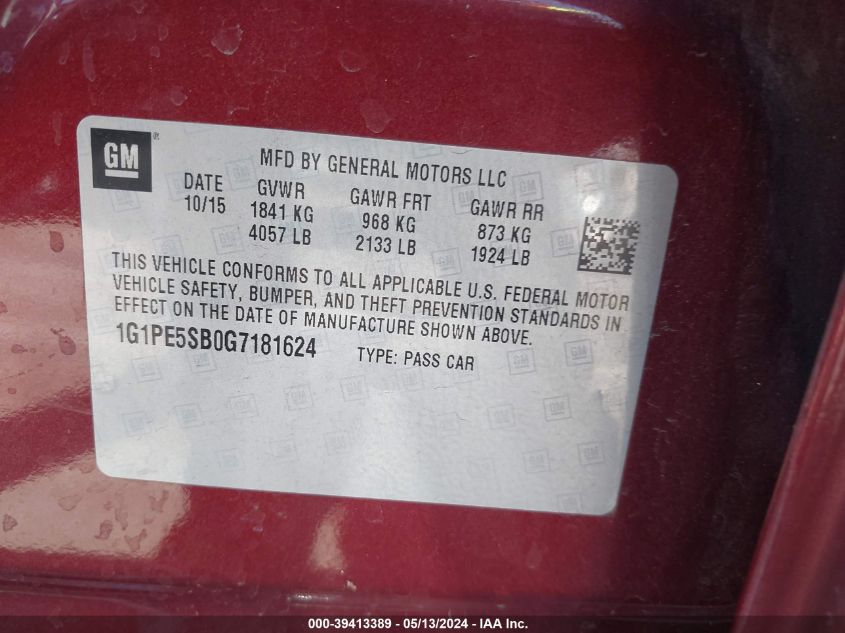 GM ®
MFD BY GENERAL MOTORS LLC
DATE GVWR GAWR FRT GAWR RR
10/15 1841 KG 968 KG 873 KG
4057 LB 2133 LB 1924 LB
THIS VEHICLE CONFORMS TO ALL APPLICABLE U.S. FEDERAL MOTOR
VEHICLE SAFETY, BUMPER, AND THEFT PREVENTION STANDARDS IN
EFFECT ON THE DATE OF MANUFACTURE SHOWN ABOVE.
1G1PE5SB0G7181624 TYPE: PASS CAR
000-39413389 - 05/13/2024 - IAA Inc.